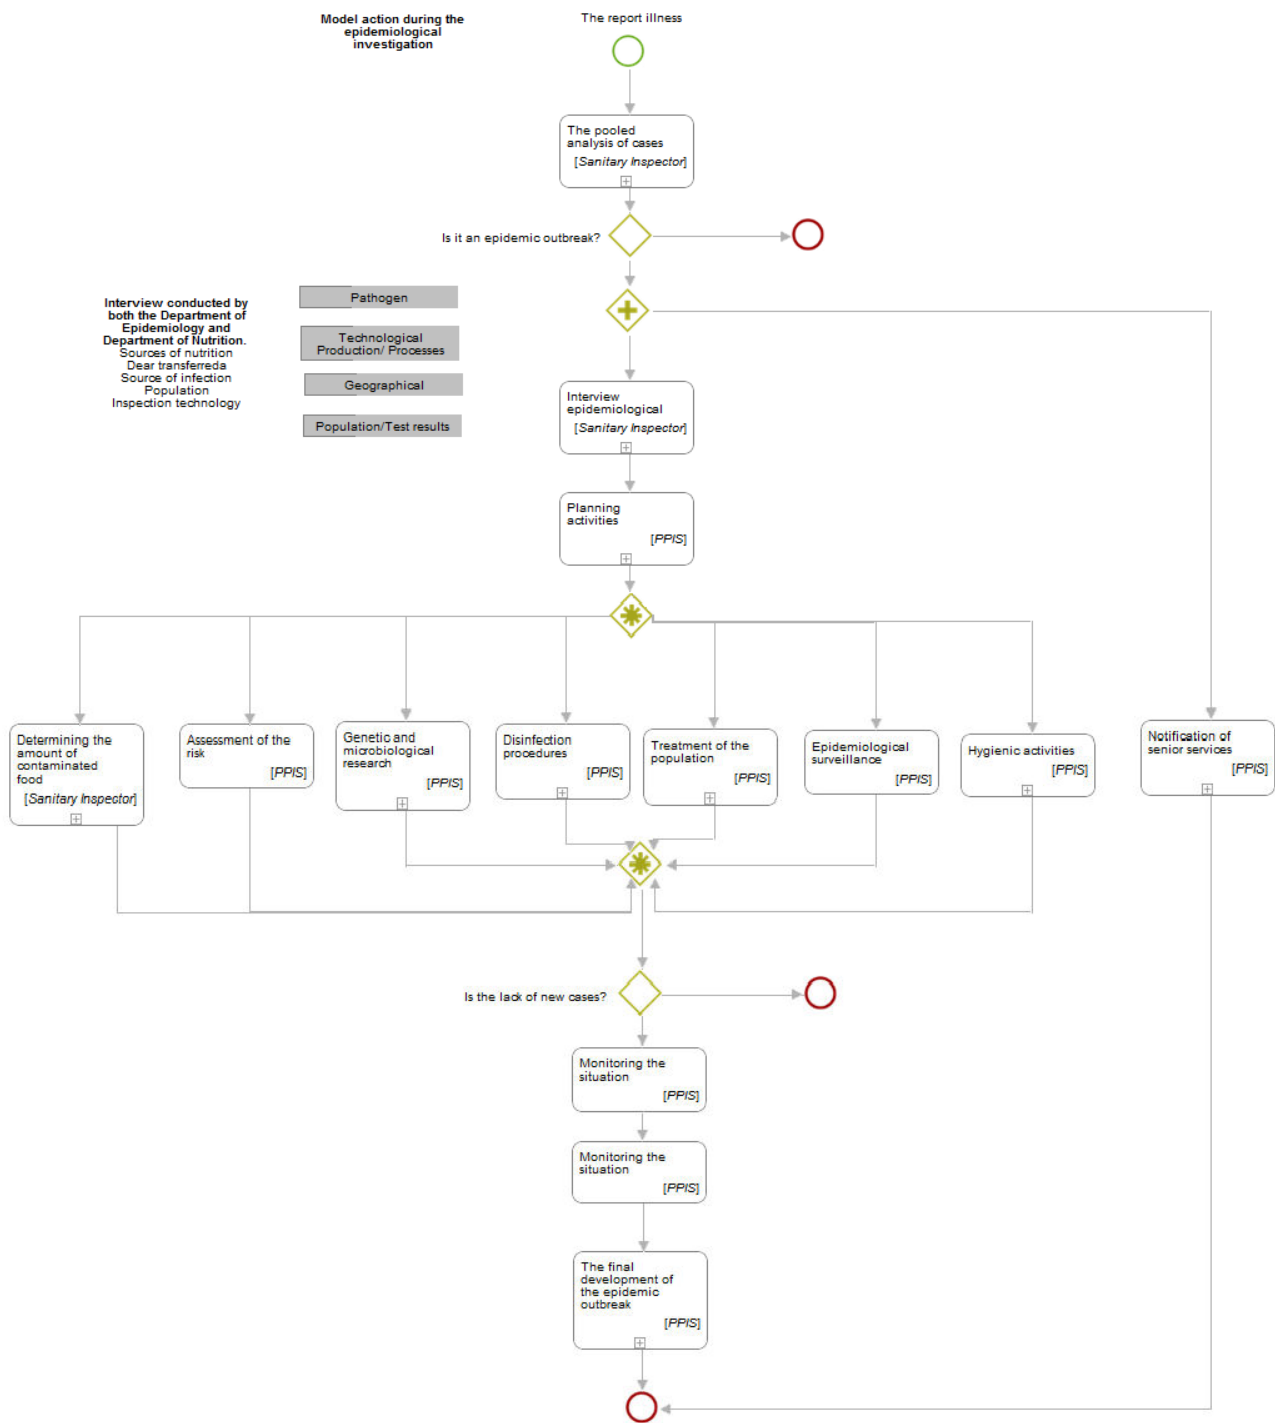 Model action during the
epidemiological
investigation
The report illness
The pooled
analysis of cases
[Sanitary Inspector]
Is it an epidemic outbreak?
Interview conducted by
both the Department of
Epidemiology and
Department of Nutrition.
Sources of nutrition
Dear transferreda
Source of infection
Population
Inspection technology
Pathogen
Technological
Production/ Processes
Geographical
Population/Test results
Interview
epidemiological
[Sanitary Inspector]
Planning
activities
[PPIS]
Determining the
amount of
contaminated
food
[Sanitary Inspector]
Assessment of the
risk
[PPIS]
Genetic and
microbiological
research
[PPIS]
Disinfection
procedures
[PPIS]
Treatment of the
population
[PPIS]
Epidemiological
surveillance
[PPIS]
Hygienic activities
[PPIS]
Notification of
senior services
[PPIS]
Is the lack of new cases?
Monitoring the
situation
[PPIS]
Monitoring the
situation
[PPIS]
The final
development of
the epidemic
outbreak
[PPIS]